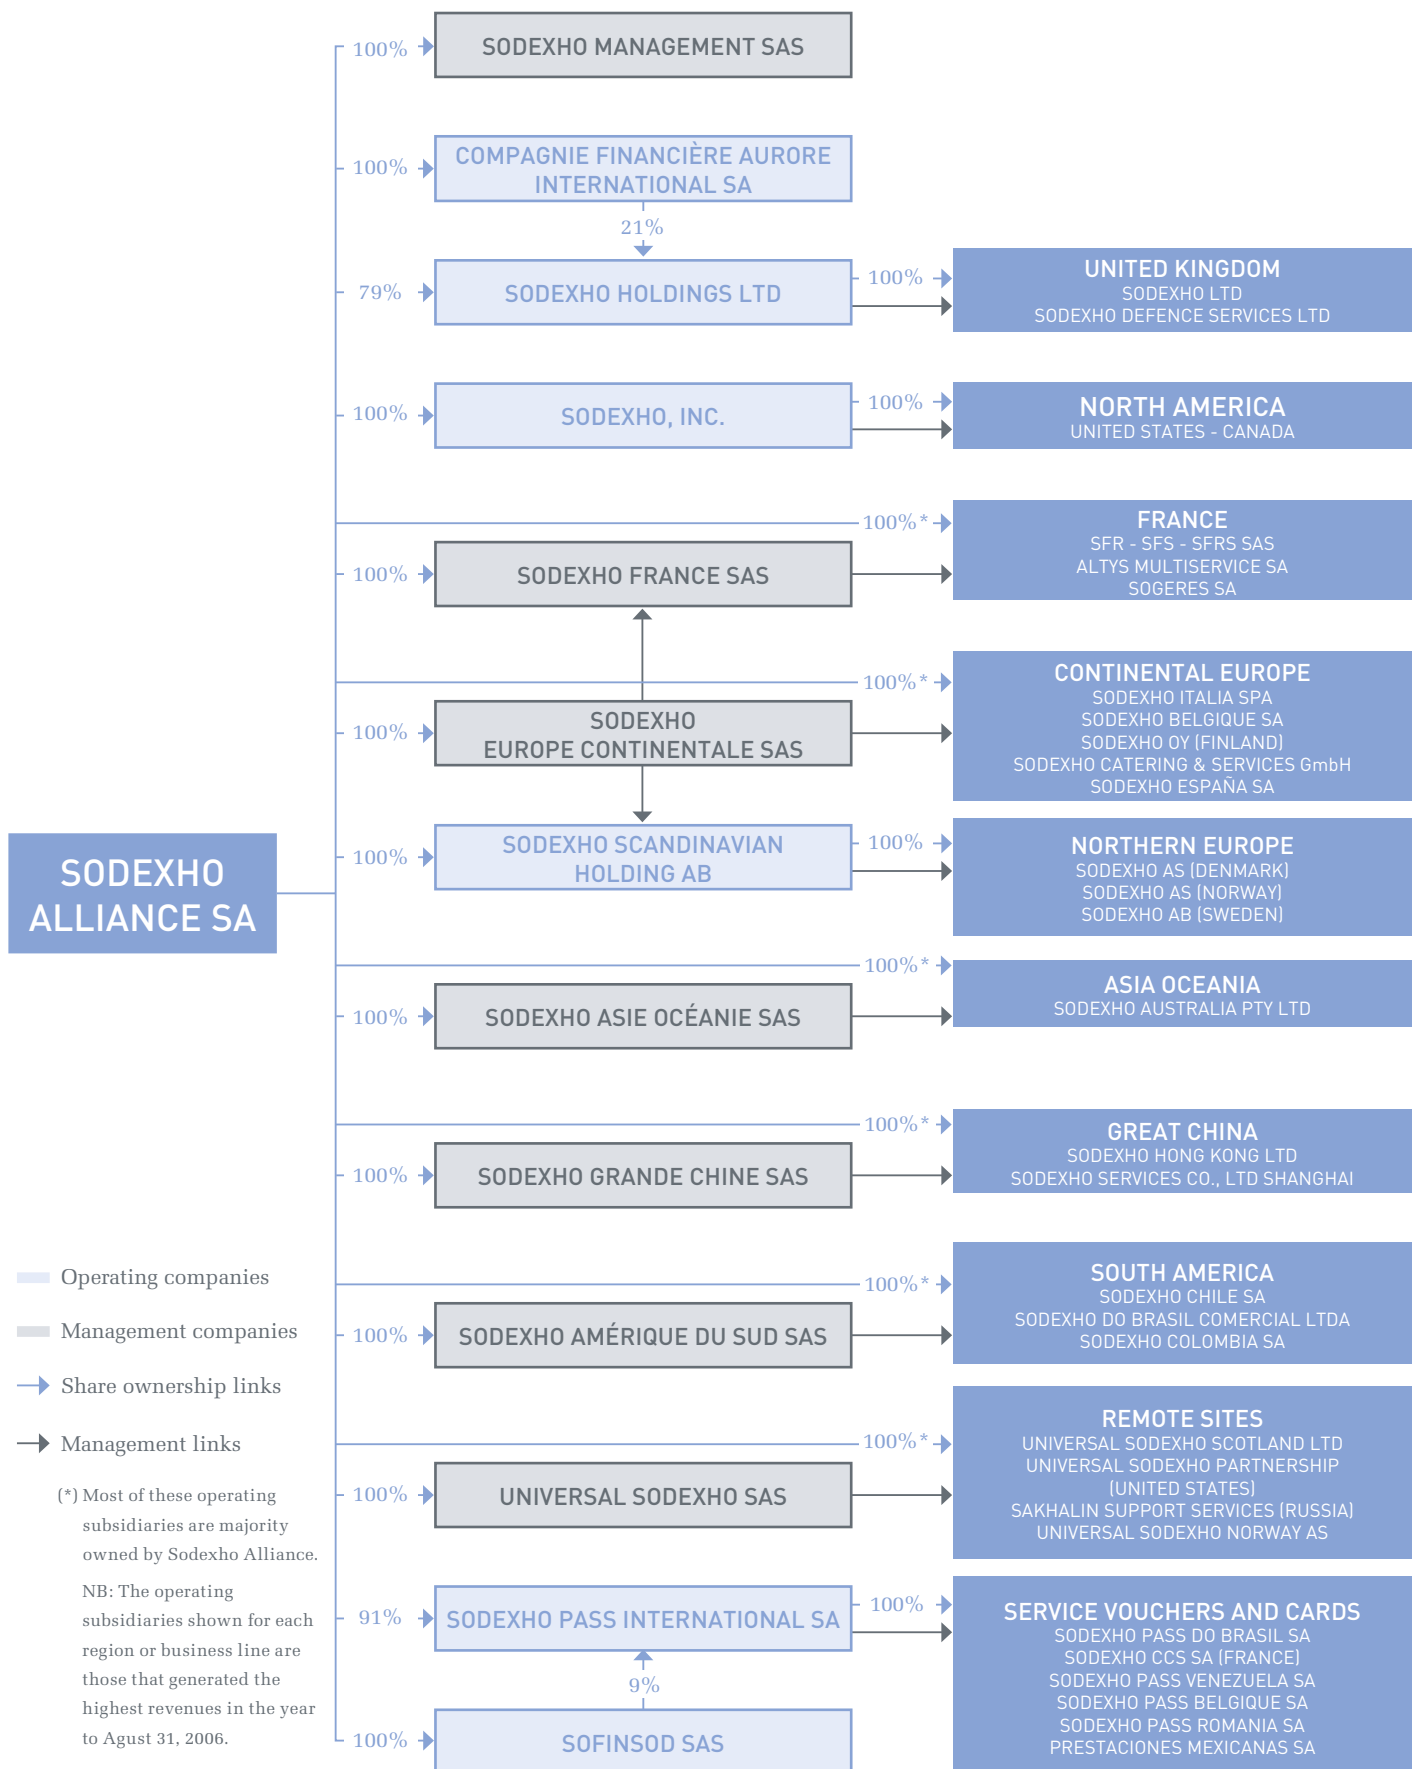 100%
SODEXHO MANAGEMENT SAS
100%
COMPAGNIE FINANCIÈRE AURORE
INTERNATIONAL SA
21%
79%
SODEXHO HOLDINGS LTD
100%
UNITED KINGDOM
SODEXHO LTD
SODEXHO DEFENCE SERVICES LTD
100%
SODEXHO, INC.
100%
NORTH AMERICA
UNITED STATES - CANADA
100%*
FRANCE
SFR - SFS - SFRS SAS
ALTYS MULTISERVICE SA
SOGERES SA
100%
SODEXHO FRANCE SAS
100%*
CONTINENTAL EUROPE
SODEXHO ITALIA SPA
SODEXHO BELGIQUE SA
SODEXHO OY (FINLAND)
SODEXHO CATERING & SERVICES GmbH
SODEXHO ESPAÑA SA
100%
SODEXHO
EUROPE CONTINENTALE SAS
100%
SODEXHO SCANDINAVIAN
HOLDING AB
100%
NORTHERN EUROPE
SODEXHO AS (DENMARK)
SODEXHO AS (NORWAY)
SODEXHO AB (SWEDEN)
SODEXHO
ALLIANCE SA
100%*
ASIA OCEANIA
SODEXHO AUSTRALIA PTY LTD
100%
SODEXHO ASIE OCÉANIE SAS
100%*
GREAT CHINA
SODEXHO HONG KONG LTD
SODEXHO SERVICES CO., LTD SHANGHAI
100%
SODEXHO GRANDE CHINE SAS
100%*
SOUTH AMERICA
SODEXHO CHILE SA
SODEXHO DO BRASIL COMERCIAL LTDA
SODEXHO COLOMBIA SA
100%
SODEXHO AMÉRIQUE DU SUD SAS
100%*
REMOTE SITES
UNIVERSAL SODEXHO SCOTLAND LTD
UNIVERSAL SODEXHO PARTNERSHIP
(UNITED STATES)
SAKHALIN SUPPORT SERVICES (RUSSIA)
UNIVERSAL SODEXHO NORWAY AS
100%
UNIVERSAL SODEXHO SAS
91%
SODEXHO PASS INTERNATIONAL SA
100%
SERVICE VOUCHERS AND CARDS
SODEXHO PASS DO BRASIL SA
SODEXHO CCS SA (FRANCE)
SODEXHO PASS VENEZUELA SA
SODEXHO PASS BELGIQUE SA
SODEXHO PASS ROMANIA SA
PRESTACIONES MEXICANAS SA
9%
100%
SOFINSOD SAS
Operating companies
Management companies
Share ownership links
Management links
(*) Most of these operating
subsidiaries are majority
owned by Sodexho Alliance.
NB: The operating
subsidiaries shown for each
region or business line are
those that generated the
highest revenues in the year
to Agust 31, 2006.